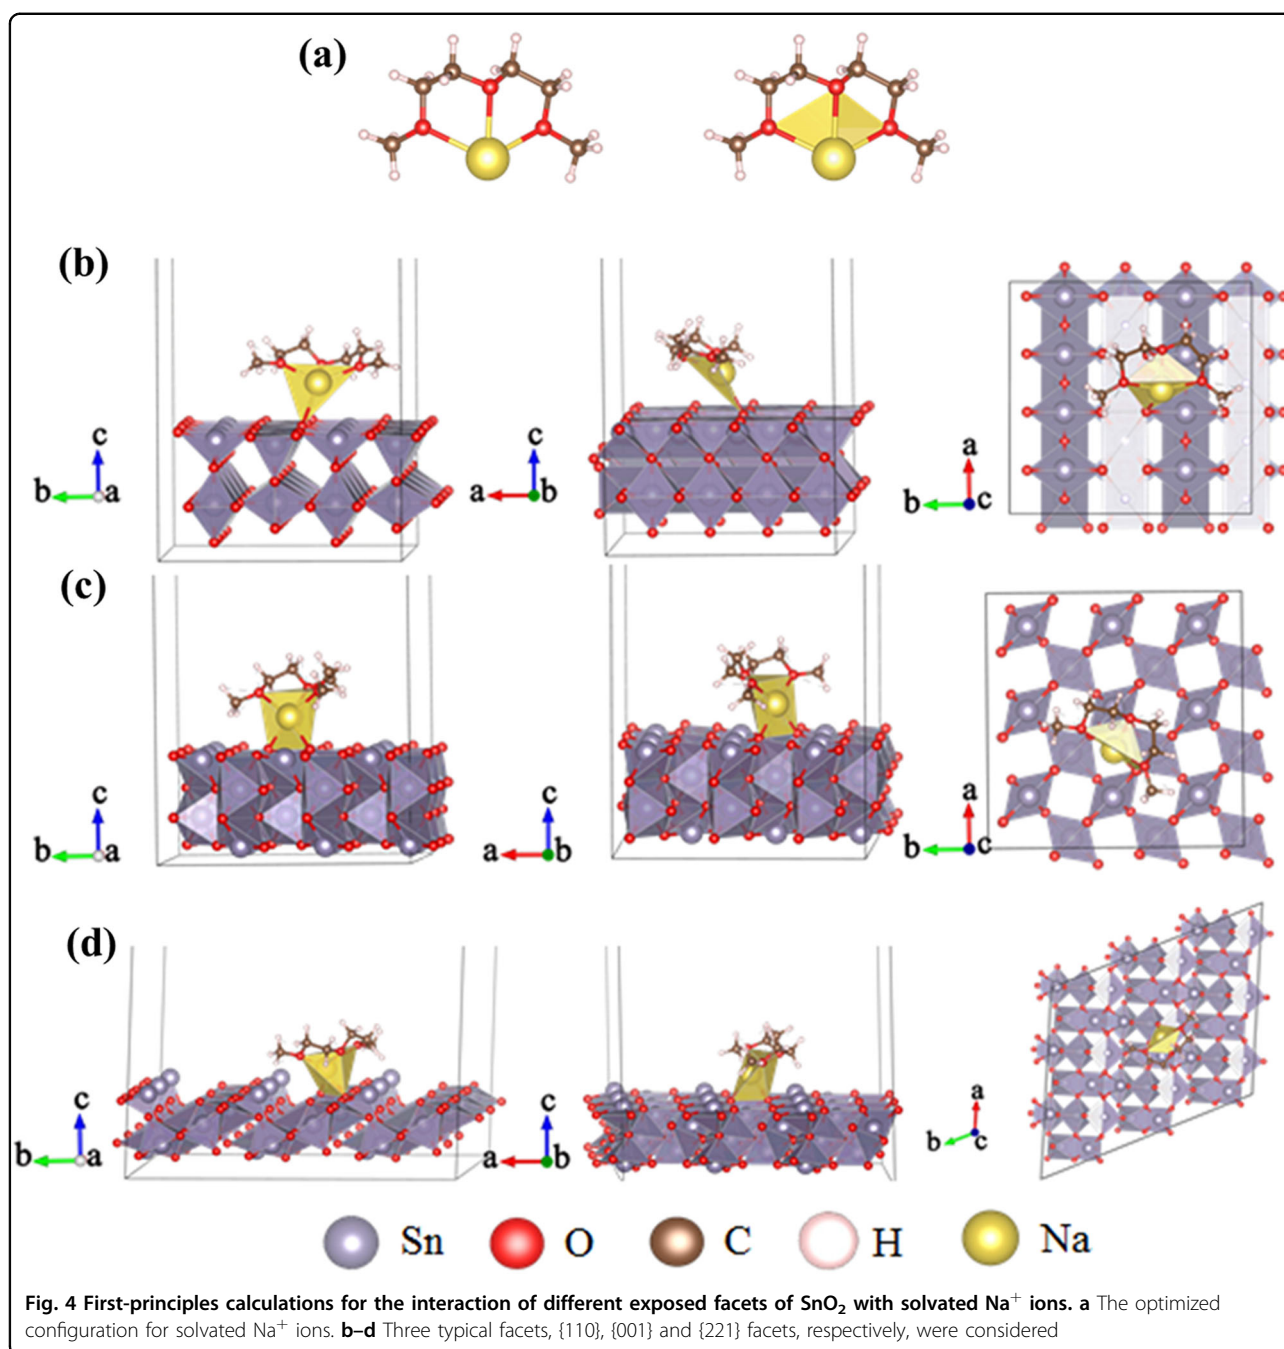 (a)
(b)
c
b a
c
a b
a
b c
(c)
c
b a
c
a b
a
b c
(d)
c
b a
c
a b
a
b c
Sn O C H Na
Fig. 4 First-principles calculations for the interaction of different exposed facets of SnO₂ with solvated Na⁺ ions. a The optimized
configuration for solvated Na⁺ ions. b–d Three typical facets, {110}, {001} and {221} facets, respectively, were considered